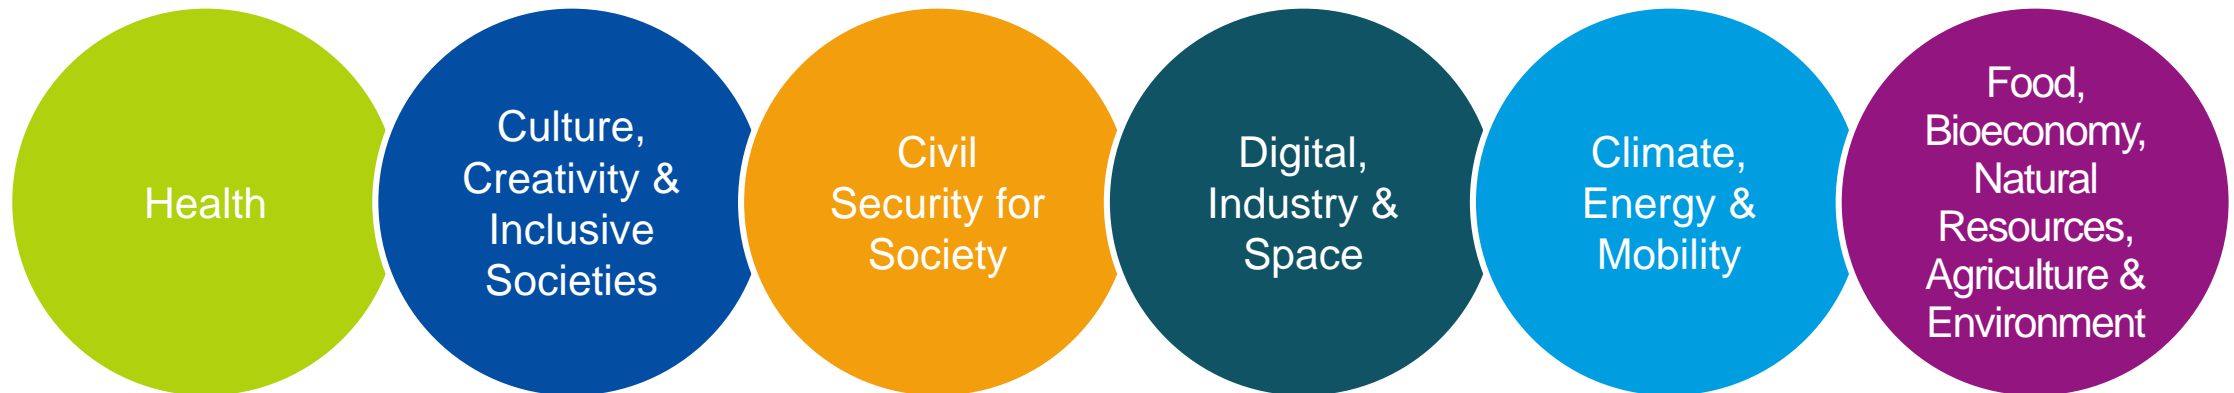 Health
Culture,
Creativity &
Inclusive
Societies
Civil
Security for
Society
Digital,
Industry &
Space
Climate,
Energy &
Mobility
Food,
Bioeconomy,
Natural
Resources,
Agriculture &
Environment